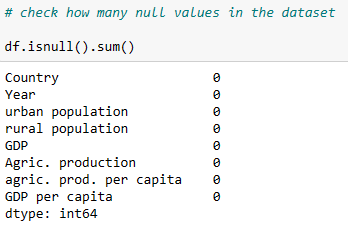 # check how many null values in the dataset
df.isnull().sum()
Country 0
Year 0
urban population 0
rural population 0
GDP 0
Agric. production 0
agric. prod. per capita 0
GDP per capita 0
dtype: int64